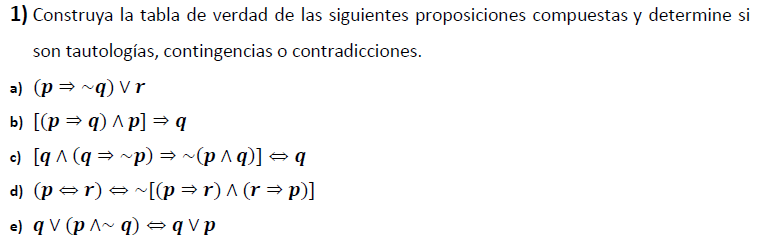 1) Construya la tabla de verdad de las siguientes proposiciones compuestas y determine si
son tautologías, contingencias o contradicciones.
a) (p ⇒ ~q) ∨ r
b) [(p ⇒ q) ∧ p] ⇒ q
c) [q ∧ (q ⇒ ~p) ⇒ ~(p ∧ q)] ⇔ q
d) (p ⇔ r) ⇔ ~[(p ⇒ r) ∧ (r ⇒ p)]
e) q ∨ (p ∧~ q) ⇔ q ∨ p